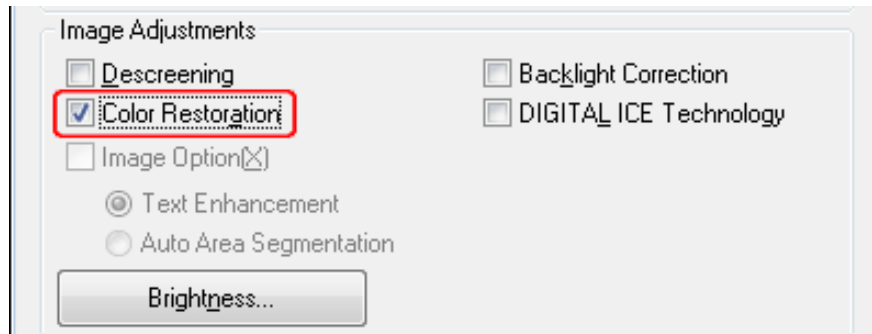 Image Adjustments
Descreening
Backlight Correction
Color Restoration
DIGITAL ICE Technology
Image Option(X)
Text Enhancement
Auto Area Segmentation
Brightness...